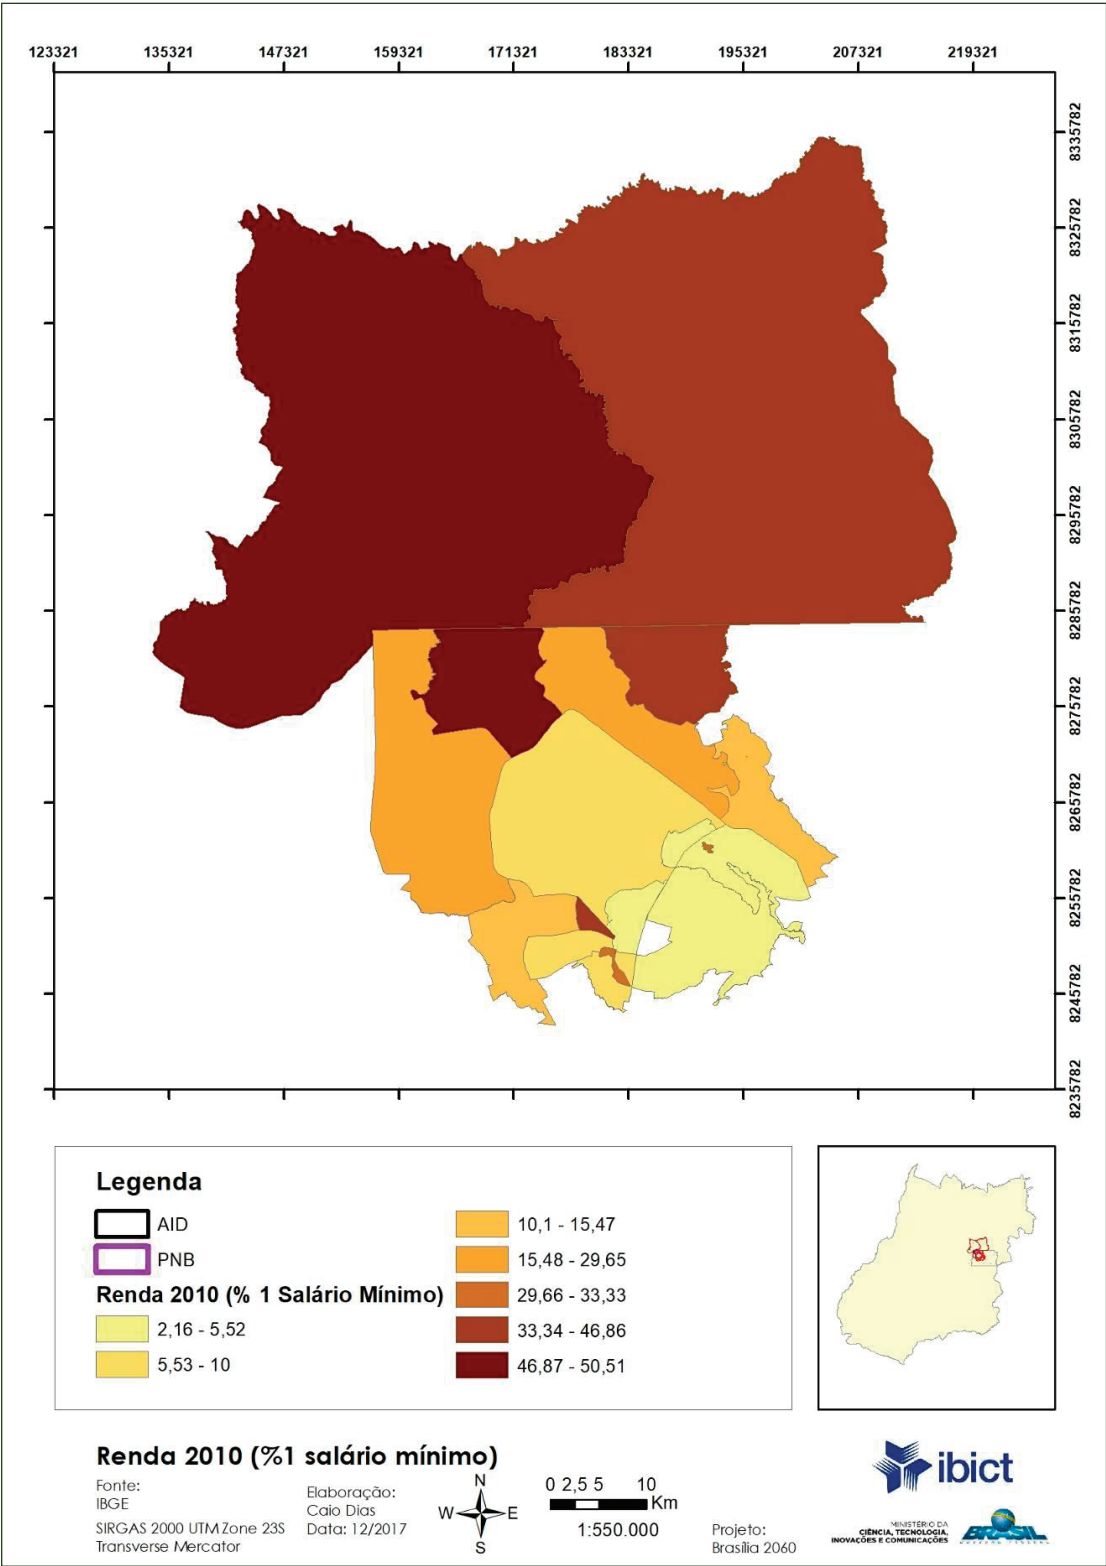 123321 135321 147321 159321 171321 183321 195321 207321 219321
8335782
8325782
8315782
8305782
8295782
8285782
8275782
8265782
8255782
8245782
8235782
Legenda
AID
PNB
Renda 2010 (% 1 Salário Mínimo)
2,16 - 5,52
5,53 - 10
10,1 - 15,47
15,48 - 29,65
29,66 - 33,33
33,34 - 46,86
46,87 - 50,51
Renda 2010 (%1 salário mínimo)
Fonte:
IBGE
SIRGAS 2000 UTM Zone 23S
Transverse Mercator
Elaboração:
Caio Dias
Data: 12/2017
N
W E
S
0 2,5 5 10
Km
1:550.000
Projeto:
Brasília 2060
ibict
MINISTÉRIO DA
CIÊNCIA, TECNOLOGIA,
INOVAÇÕES E COMUNICAÇÕES
BRASIL
GOVERNO FEDERAL